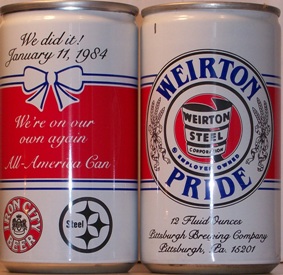 We did it!
January 11, 1984
We're on our
own again
All-America Can
IRON CITY
BEER
Steel
WEIRTON
WEIRTON
STEEL
CORPORATION
EMPLOYEE OWNED
PRIDE
12 Fluid Ounces
Pittsburgh Brewing Company
Pittsburgh, Pa. 15201